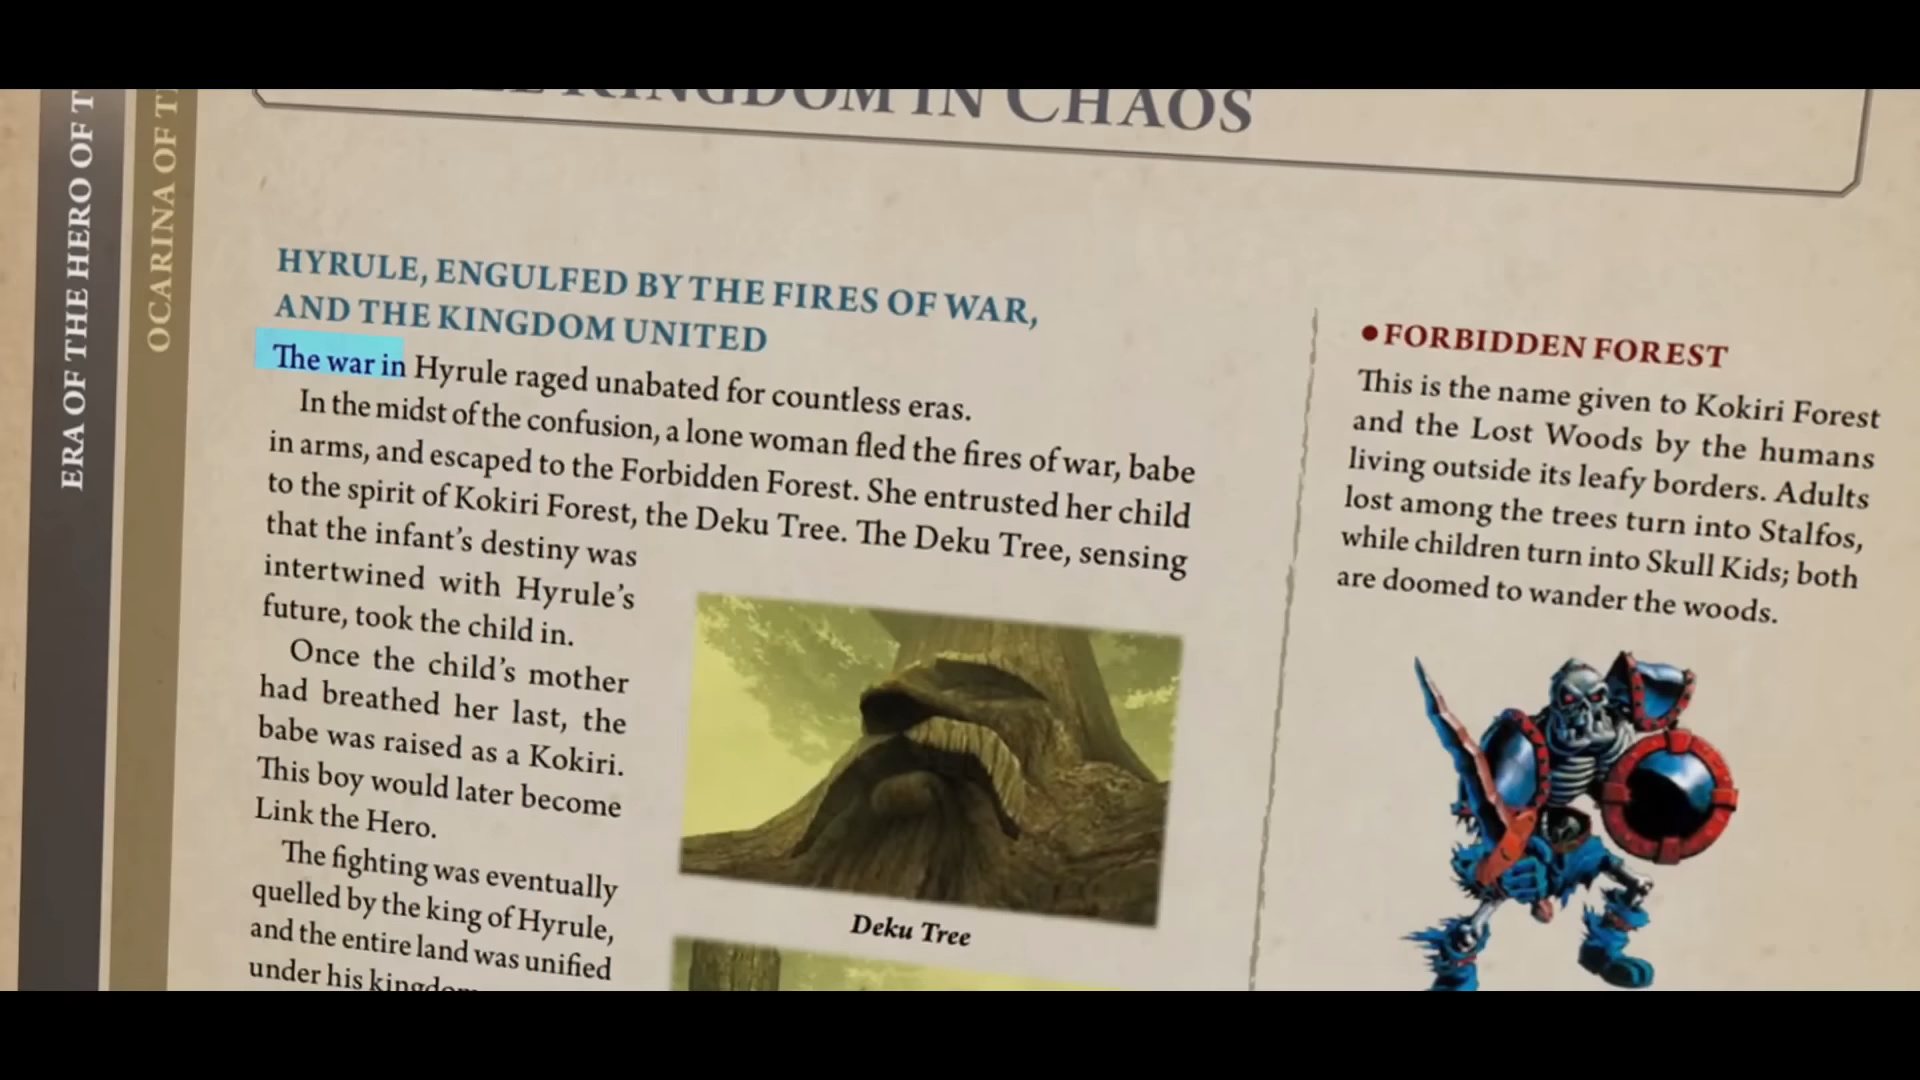 KINGDOM IN CHAOS
ERA OF THE HERO OF
OCARINA OF
HYRULE, ENGULFED BY THE FIRES OF WAR,
AND THE KINGDOM UNITED
The war in Hyrule raged unabated for countless eras.
In the midst of the confusion, a lone woman fled the fires of war, babe
in arms, and escaped to the Forbidden Forest. She entrusted her child
to the spirit of Kokiri Forest, the Deku Tree. The Deku Tree, sensing
that the infant's destiny was
intertwined with Hyrule's
future, took the child in.
Once the child's mother
had breathed her last, the
babe was raised as a Kokiri.
This boy would later become
Link the Hero.
The fighting was eventually
quelled by the king of Hyrule,
and the entire land was unified
under his
Deku Tree
●FORBIDDEN FOREST
This is the name given to Kokiri Forest
and the Lost Woods by the humans
living outside its leafy borders. Adults
lost among the trees turn into Stalfos,
while children turn into Skull Kids; both
are doomed to wander the woods.